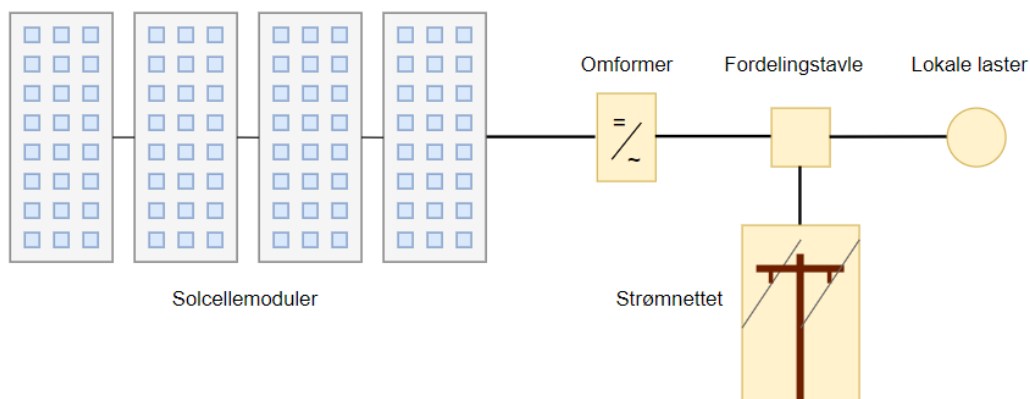 Omformer
Fordelingstavle
Lokale laster
=
~
Solcellemoduler
Strømnettet